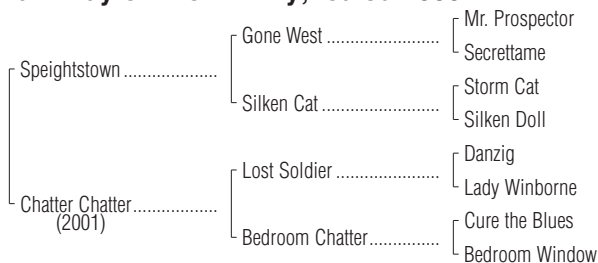 Mr. Prospector
Gone West
Secrettame
Speightstown
Storm Cat
Silken Cat
Silken Doll
Danzig
Lost Soldier
Lady Winborne
Chatter Chatter
(2001)
Cure the Blues
Bedroom Chatter
Bedroom Window